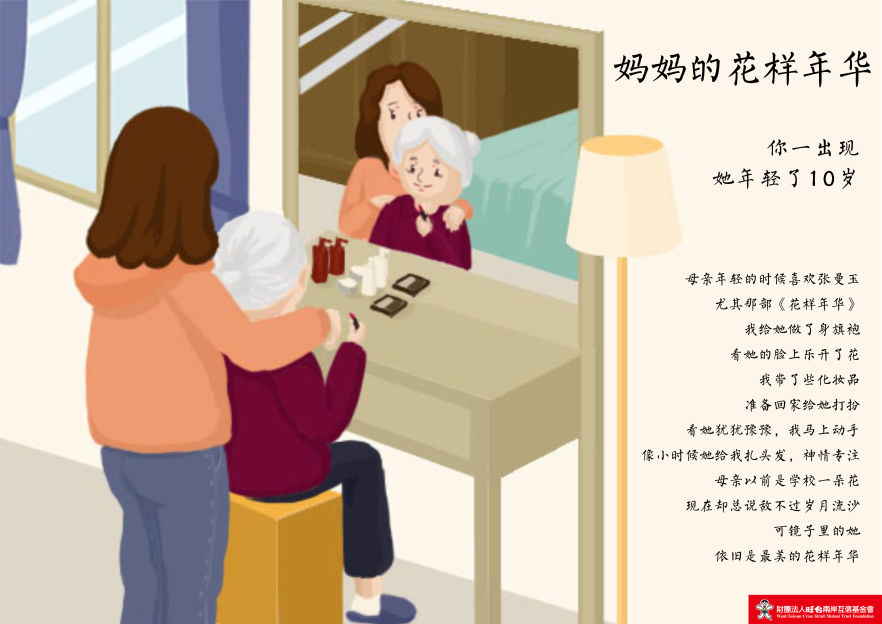 妈妈的花样年华
你一出现
她年轻了10岁
母亲年轻的时候喜欢张曼玉
尤其那部《花样年华》
我给她做了身旗袍
看她的脸上乐开了花
我带了些化妆品
准备回家给她打扮
看她犹犹豫豫，我马上动手
像小时候她给我扎头发，神情专注
母亲以前是学校一朵花
现在却总说敌不过岁月流沙
可镜子里的她
依旧是最美的花样年华
財團法人旺台兩岸互信基金會
Want Taiwan Cross Strait Mutual Trust Foundation